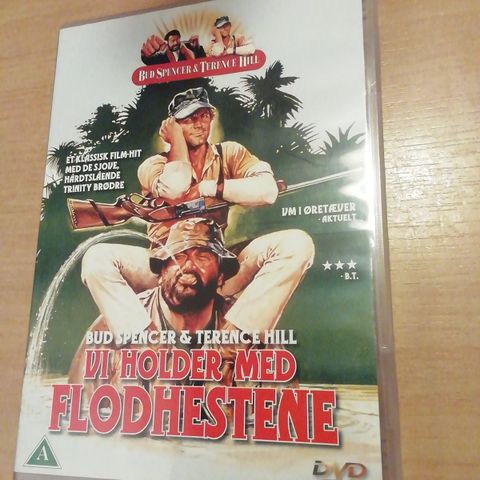 BUD SPENCER & TERENCE HILL
ET KLASSISK FILM-HIT
MED DE SJOVE,
HÅRDTSLÅENDE
TRINITY BRØDRE
VM I ØRETÆVER
- AKTUELT
★★★
- B.T.
BUD SPENCER & TERENCE HILL
VI HOLDER MED
FLODHESTENE
A
DVD